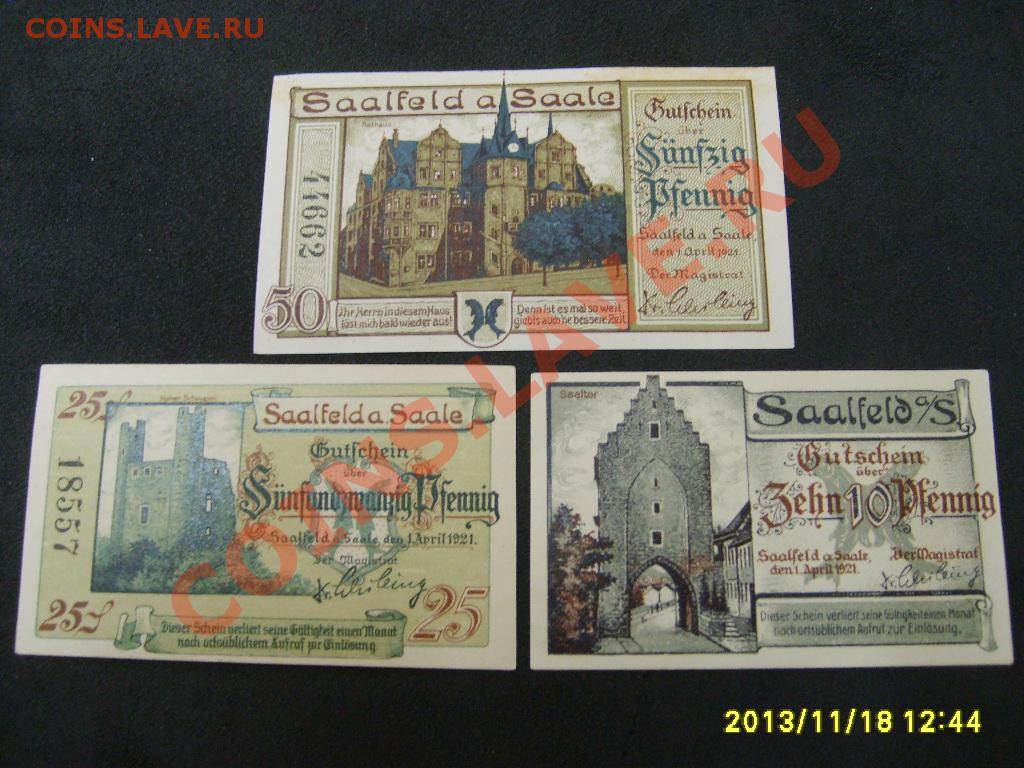 COINS.LAVE.RU
Saalfeld a Saale
Rathaus
44662
50
Ihr Herrn in diesem Haus
lost mich bald wieder aus!
Denn ist es mal so weit,
giebts auch 'ne bessere Zeit.
Gutschein
über
Fünfzig
Pfennig
Saalfeld a Saale,
den 1. April 1921.
Der Magistrat
25
Hoher Schwarm
18557
Saalfeld a. Saale
Gutschein
über
Fünfundzwanzig Pfennig
Saalfeld a. Saale, den 1. April 1921.
Der Magistrat
25
25
Dieser Schein verliert seine Gültigkeit einen Monat
nach ortsüblichem Aufruf zur Einlösung.
Saaltor
Saalfeld a/S.
Gutschein
über
Zehn 10 Pfennig
Saalfeld a. Saale,
den 1. April 1921.
Der Magistrat
Dieser Schein verliert seine Gültigkeit einen Monat
nach ortsüblichem Aufruf zur Einlösung.
COINS.LAVE.RU
2013/11/18 12:44